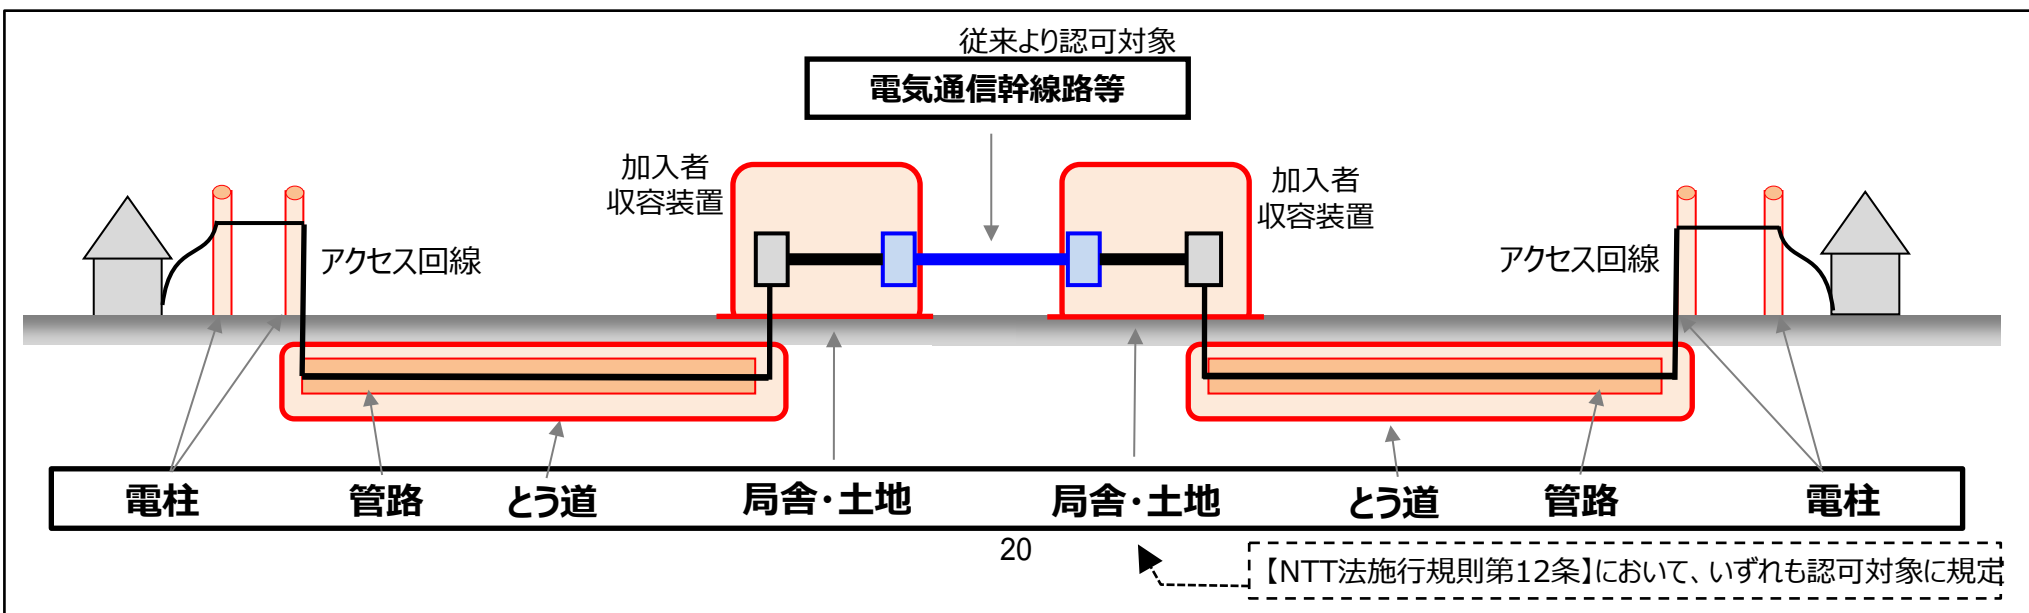 従来より認可対象
電気通信幹線路等
加入者
収容装置
加入者
収容装置
アクセス回線
アクセス回線
電柱 管路 とう道 局舎・土地 局舎・土地 とう道 管路 電柱
20
【NTT法施行規則第12条】において、いずれも認可対象に規定